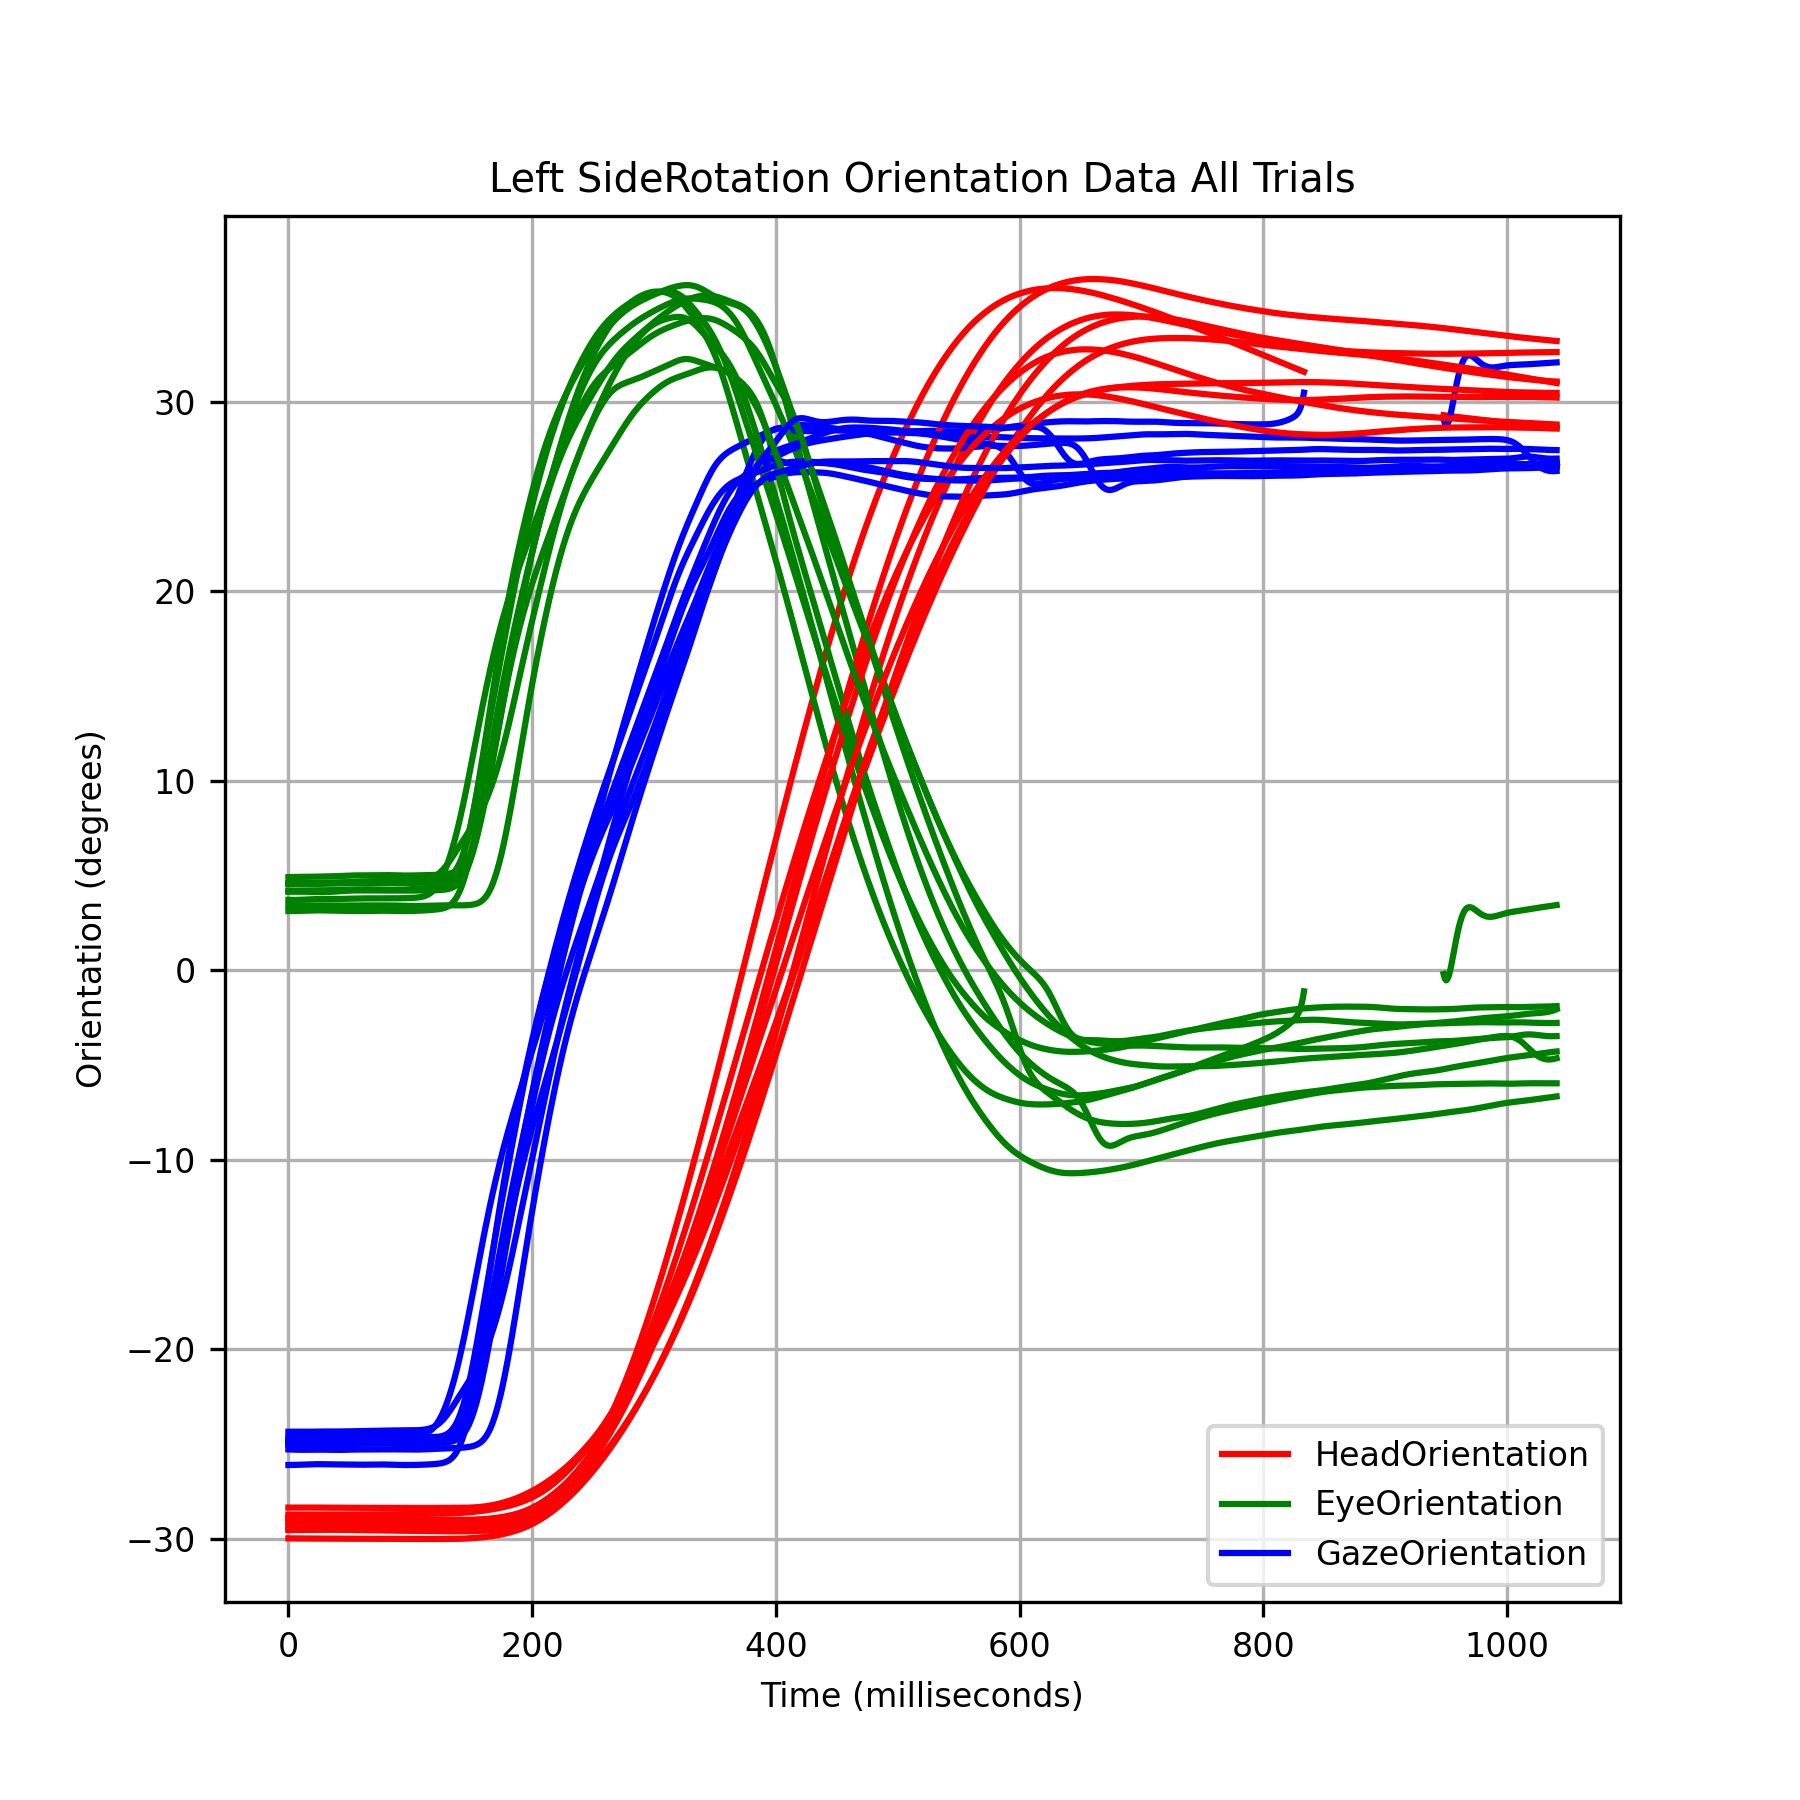 Left SideRotation Orientation Data All Trials
Orientation (degrees)
30
20
10
0
−10
−20
−30
0 200 400 600 800 1000
Time (milliseconds)
HeadOrientation
EyeOrientation
GazeOrientation